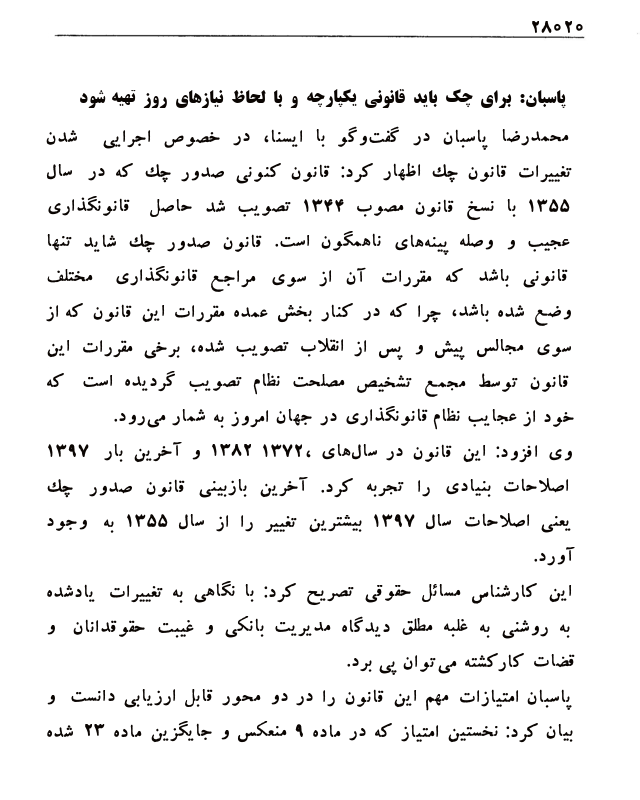 ۲۸۰۲۰
پاسبان: برای چک باید قانونی یکپارچه و با لحاظ نیازهای روز تهیه شود
محمدرضا پاسبان در گفت‌وگو با ایسنا، در خصوص اجرایی شدن
تغییرات قانون چك اظهار کرد: قانون کنونی صدور چك که در سال
۱۳۵۵ با نسخ قانون مصوب ۱۳۴۴ تصویب شد حاصل قانونگذاری
عجیب و وصله پینه‌های ناهمگون است. قانون صدور چك شاید تنها
قانونی باشد که مقررات آن از سوی مراجع قانونگذاری مختلف
وضع شده باشد، چرا که در کنار بخش عمده مقررات این قانون که از
سوی مجالس پیش و پس از انقلاب تصویب شده، برخی مقررات این
قانون توسط مجمع تشخیص مصلحت نظام تصویب گردیده است که
خود از عجایب نظام قانونگذاری در جهان امروز به شمار می‌رود.
وی افزود: این قانون در سال‌های ،۱۳۷۲ ۱۳۸۲ و آخرین بار ۱۳۹۷
اصلاحات بنیادی را تجربه کرد. آخرین بازبینی قانون صدور چك
یعنی اصلاحات سال ۱۳۹۷ بیشترین تغییر را از سال ۱۳۵۵ به وجود
آورد.
این کارشناس مسائل حقوقی تصریح کرد: با نگاهی به تغییرات یادشده
به روشنی به غلبه مطلق دیدگاه مدیریت بانکی و غیبت حقوقدانان و
قضات کارکشته می‌توان پی برد.
پاسبان امتیازات مهم این قانون را در دو محور قابل ارزیابی دانست و
بیان کرد: نخستین امتیاز که در ماده ۹ منعکس و جایگزین ماده ۲۳ شده